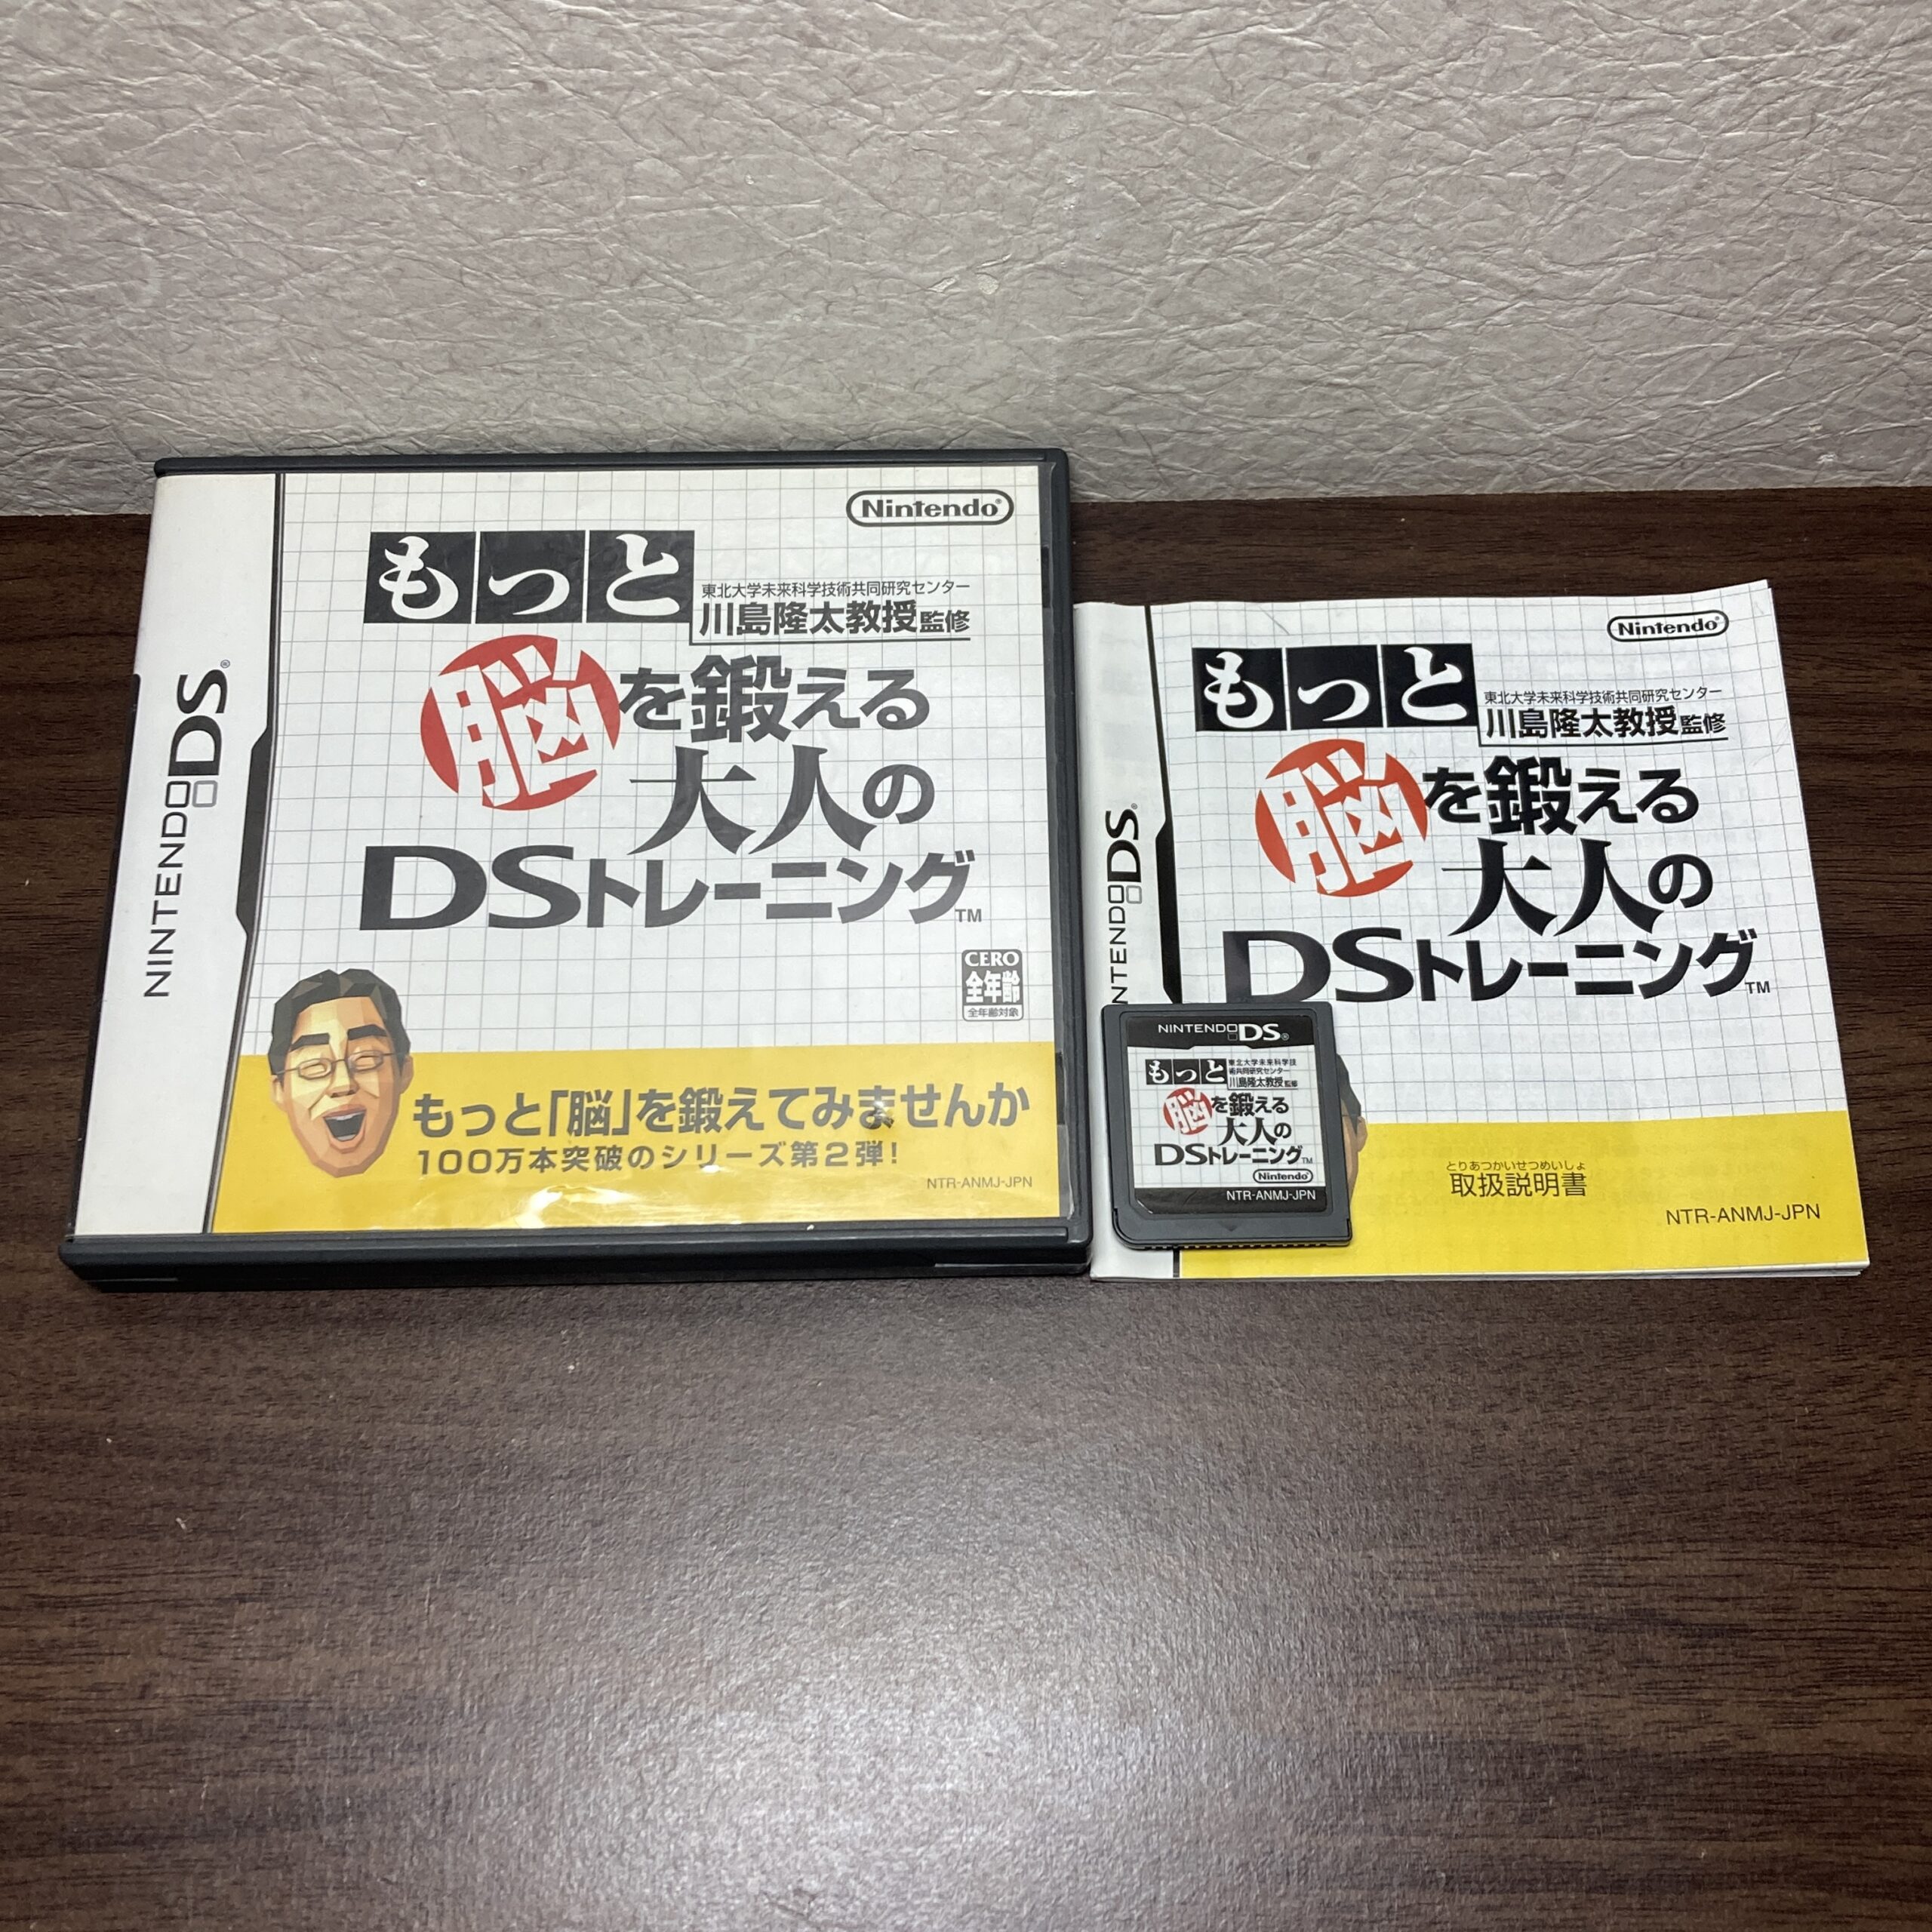 Nintendo®
もっと
東北大学未来科学技術共同研究センター
川島隆太教授監修
脳を鍛える
大人の
DSトレーニング™
NINTENDO DS®
CERO
全年齢
全年齢対象
もっと「脳」を鍛えてみませんか
100万本突破のシリーズ第2弾!
NTR-ANMJ-JPN
Nintendo®
もっと
東北大学未来科学技術共同研究センター
川島隆太教授監修
脳を鍛える
大人の
DSトレーニング™
NINTENDO DS®
とりあつかいせつめいしょ
取扱説明書
NTR-ANMJ-JPN
NINTENDO DS®
もっと
東北大学未来科学技
術共同研究センター
川島隆太教授監修
脳を鍛える
大人の
DSトレーニング™
Nintendo®
NTR-ANMJ-JPN